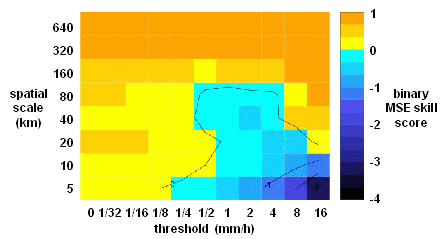 640
320
160
80
40
20
10
5
spatial
scale
(km)
0 1/32 1/16 1/8 1/4 1/2 1 2 4 8 16
threshold (mm/h)
1
0
-1
-2
-3
-4
binary
MSE skill
score